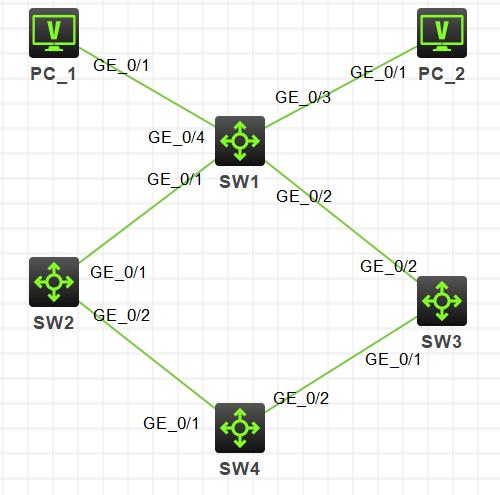 V
V
PC_1
GE_0/1
GE_0/1
PC_2
GE_0/3
GE_0/4
GE_0/1
SW1
GE_0/2
GE_0/1
GE_0/2
SW2
GE_0/2
SW3
GE_0/1
GE_0/2
GE_0/1
SW4